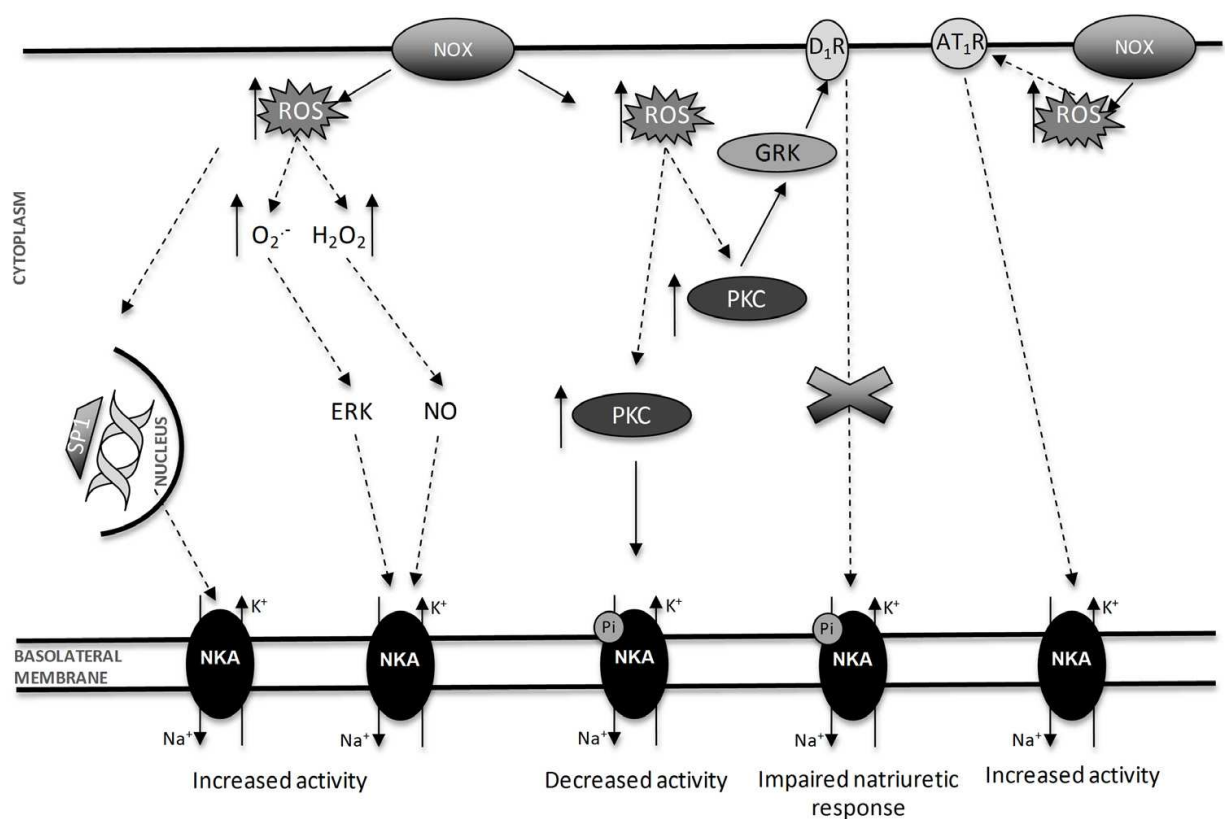 NOX
D₁R
AT₁R
NOX
ROS
ROS
ROS
GRK
CYTOPLASM
O₂·⁻
H₂O₂
PKC
ERK
NO
PKC
SP1
NUCLEUS
K⁺
K⁺
K⁺
K⁺
K⁺
Pi
Pi
BASOLATERAL
MEMBRANE
NKA
NKA
NKA
NKA
NKA
Na⁺
Na⁺
Na⁺
Na⁺
Na⁺
Increased activity
Decreased activity
Impaired natriuretic
response
Increased activity